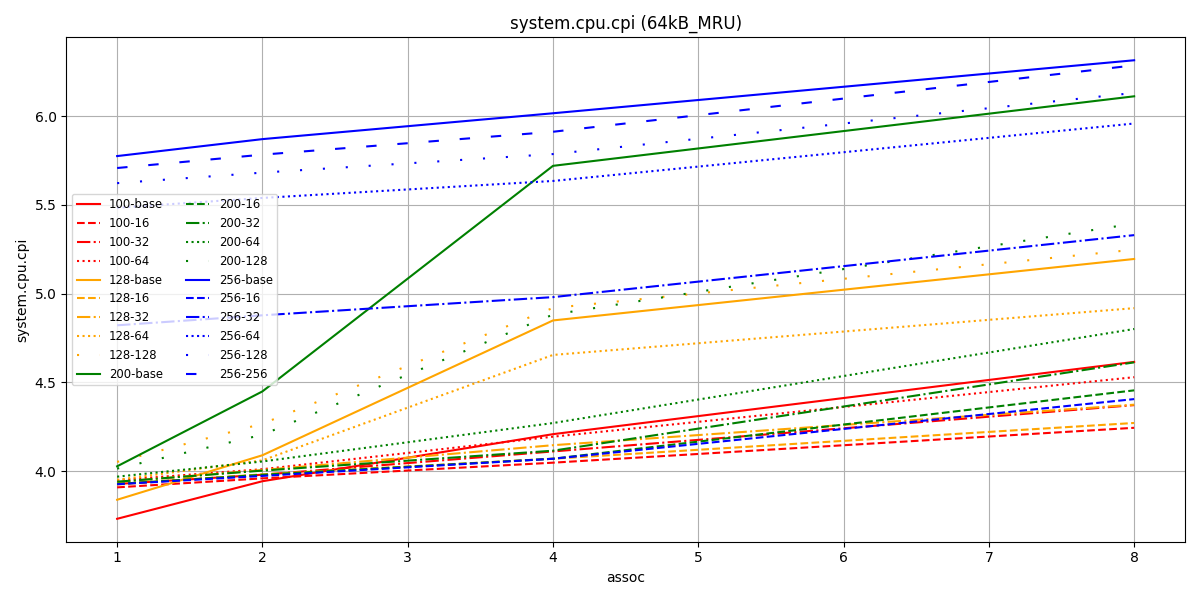 system.cpu.cpi (64kB_MRU)
system.cpu.cpi
6.0
5.5
5.0
4.5
4.0
100-base
100-16
100-32
100-64
128-base
128-16
128-32
128-64
128-128
200-base
200-16
200-32
200-64
200-128
256-base
256-16
256-32
256-64
256-128
256-256
1 2 3 4 5 6 7 8
assoc